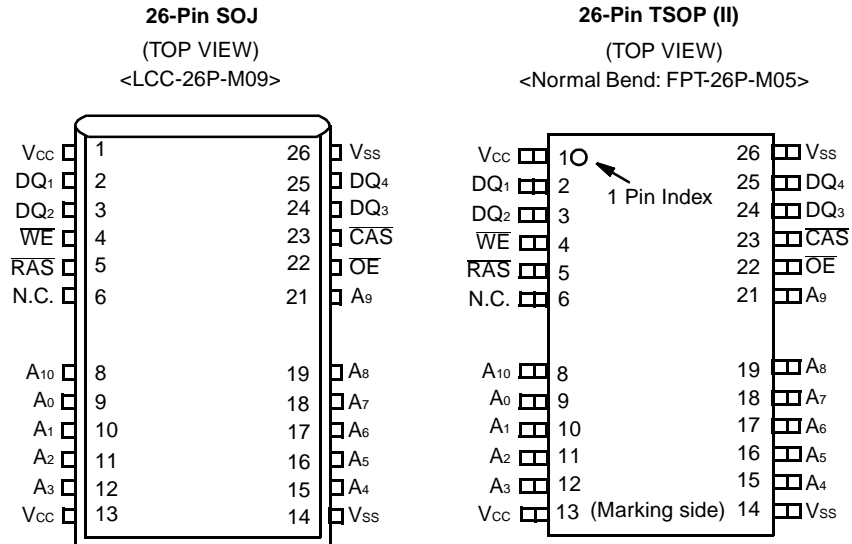 26-Pin SOJ
(TOP VIEW)
<LCC-26P-M09>
VCC 1 26 VSS
DQ1 2 25 DQ4
DQ2 3 24 DQ3
WE 4 23 CAS
RAS 5 22 OE
N.C. 6 21 A9
A10 8 19 A8
A0 9 18 A7
A1 10 17 A6
A2 11 16 A5
A3 12 15 A4
VCC 13 14 VSS
26-Pin TSOP (II)
(TOP VIEW)
<Normal Bend: FPT-26P-M05>
VCC 1 26 VSS
1 Pin Index
DQ1 2 25 DQ4
DQ2 3 24 DQ3
WE 4 23 CAS
RAS 5 22 OE
N.C. 6 21 A9
A10 8 19 A8
A0 9 18 A7
A1 10 17 A6
A2 11 16 A5
A3 12 15 A4
VCC 13 (Marking side) 14 VSS